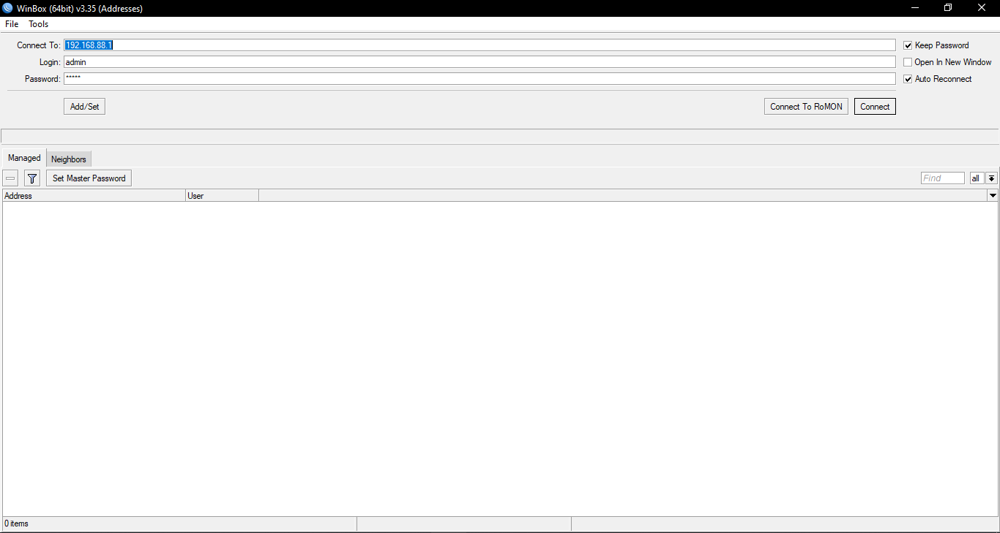 WinBox (64bit) v3.35 (Addresses)
File Tools
Connect To: 192.168.88.1 Keep Password
Login: admin Open In New Window
Password: ***** Auto Reconnect
Add/Set Connect To RoMON Connect
Managed Neighbors
Set Master Password Find all
Address User
0 items